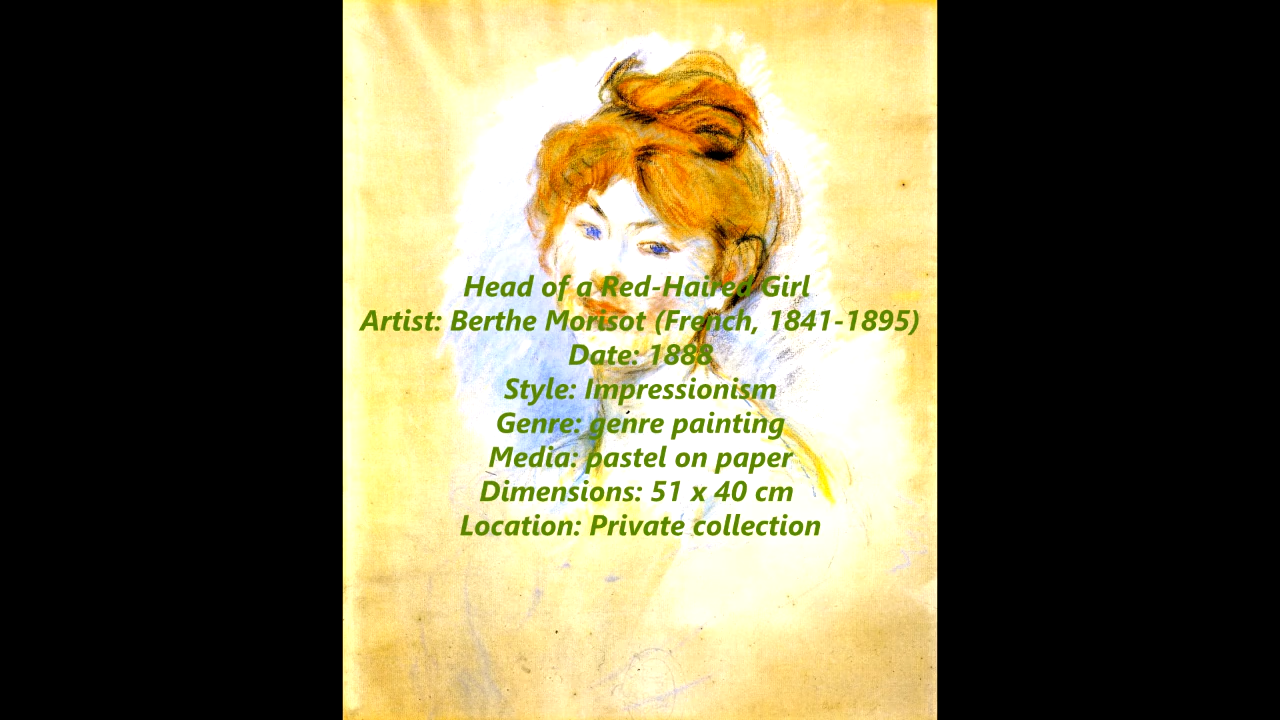 Head of a Red-Haired Girl
Artist: Berthe Morisot (French, 1841-1895)
Date: 1888
Style: Impressionism
Genre: genre painting
Media: pastel on paper
Dimensions: 51 x 40 cm
Location: Private collection